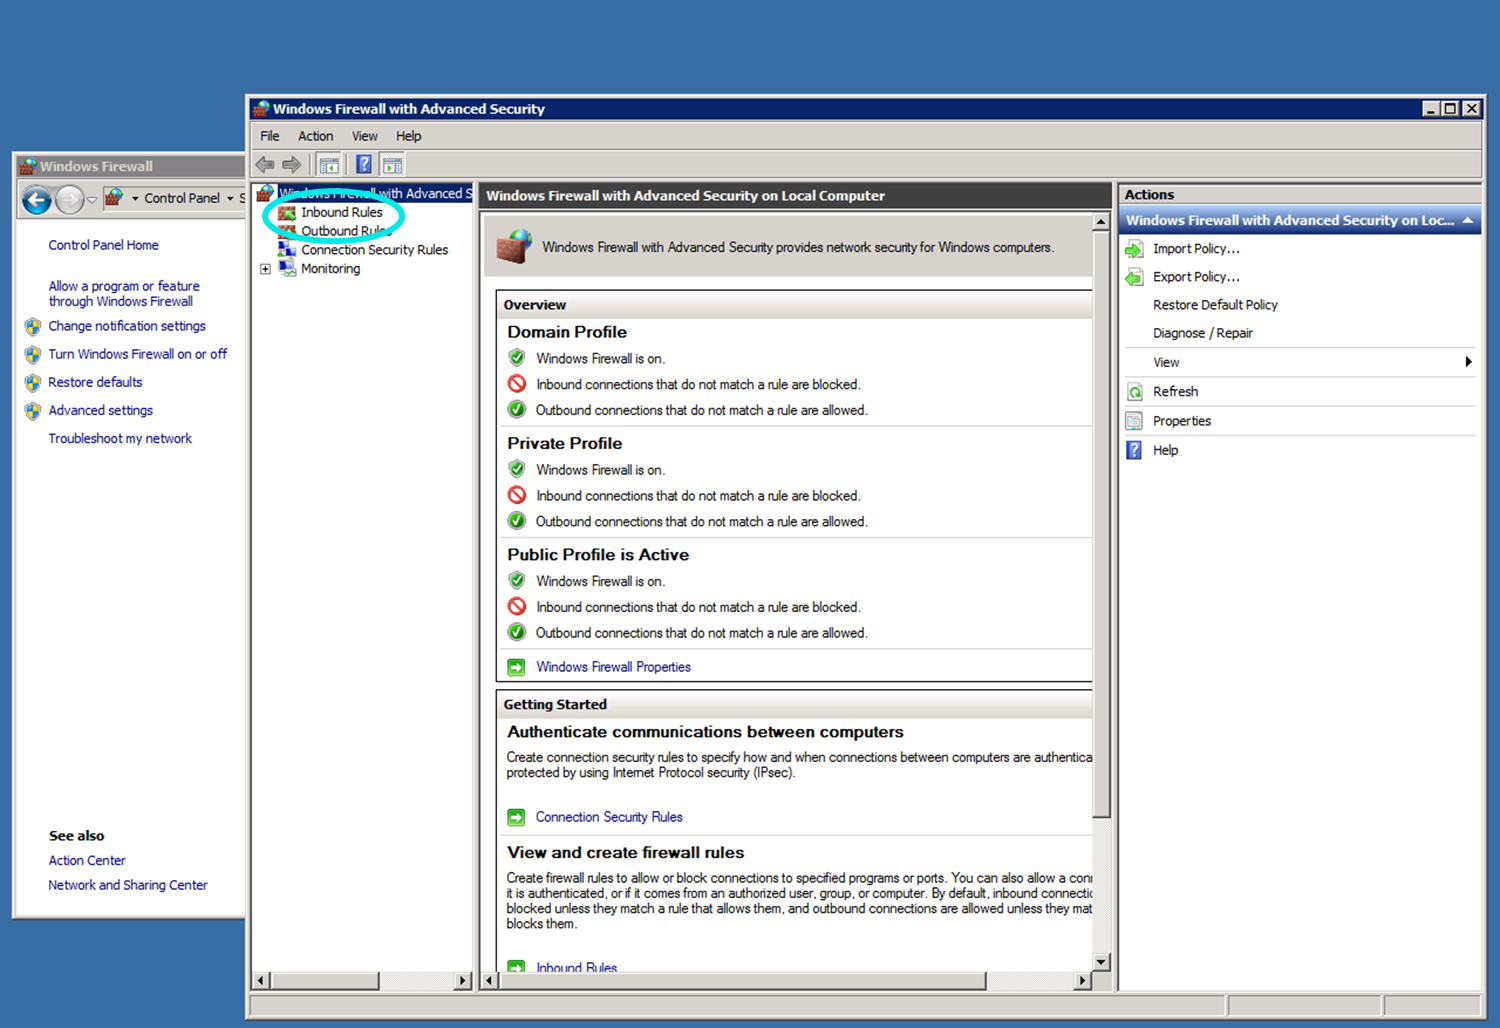 Windows Firewall with Advanced Security
File Action View Help
Windows Firewall
Control Panel
Control Panel Home
Allow a program or feature
through Windows Firewall
Change notification settings
Turn Windows Firewall on or off
Restore defaults
Advanced settings
Troubleshoot my network
See also
Action Center
Network and Sharing Center
Windows Firewall with Advanced S
Inbound Rules
Outbound Rules
Connection Security Rules
Monitoring
Windows Firewall with Advanced Security on Local Computer
Windows Firewall with Advanced Security provides network security for Windows computers.
Overview
Domain Profile
Windows Firewall is on.
Inbound connections that do not match a rule are blocked.
Outbound connections that do not match a rule are allowed.
Private Profile
Windows Firewall is on.
Inbound connections that do not match a rule are blocked.
Outbound connections that do not match a rule are allowed.
Public Profile is Active
Windows Firewall is on.
Inbound connections that do not match a rule are blocked.
Outbound connections that do not match a rule are allowed.
Windows Firewall Properties
Getting Started
Authenticate communications between computers
Create connection security rules to specify how and when connections between computers are authentica
protected by using Internet Protocol security (IPsec).
Connection Security Rules
View and create firewall rules
Create firewall rules to allow or block connections to specified programs or ports. You can also allow a con
it is authenticated, or if it comes from an authorized user, group, or computer. By default, inbound connectic
blocked unless they match a rule that allows them, and outbound connections are allowed unless they mat
blocks them.
Inbound Rules
Actions
Windows Firewall with Advanced Security on Loc...
Import Policy...
Export Policy...
Restore Default Policy
Diagnose / Repair
View
Refresh
Properties
Help